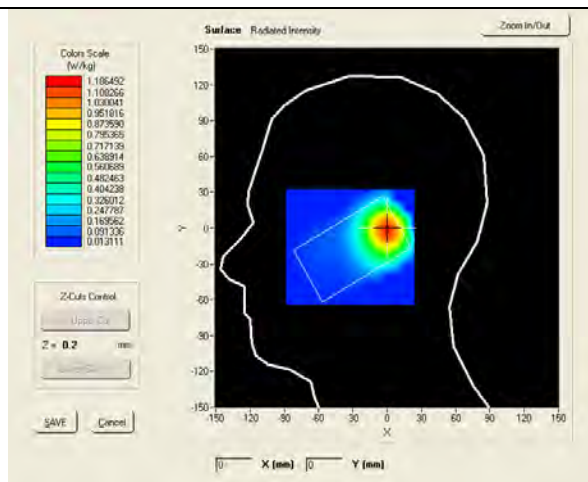 Surface Radiated Intensity
Zoom In/Out
Colors Scale
(W/kg)
1.186492
1.108266
1.030041
0.951816
0.873590
0.795365
0.717139
0.638914
0.560689
0.482463
0.404238
0.326012
0.247787
0.169562
0.091336
0.013111
Z-Cuts Control
Upper Cut
Z = 0.2 mm
SAVE
Cancel
150
120
90
60
30
0
-30
-60
-90
-120
-150
Y
-150 -120 -90 -60 -30 0 30 60 90 120 150
X
0 X (mm) 0 Y (mm)